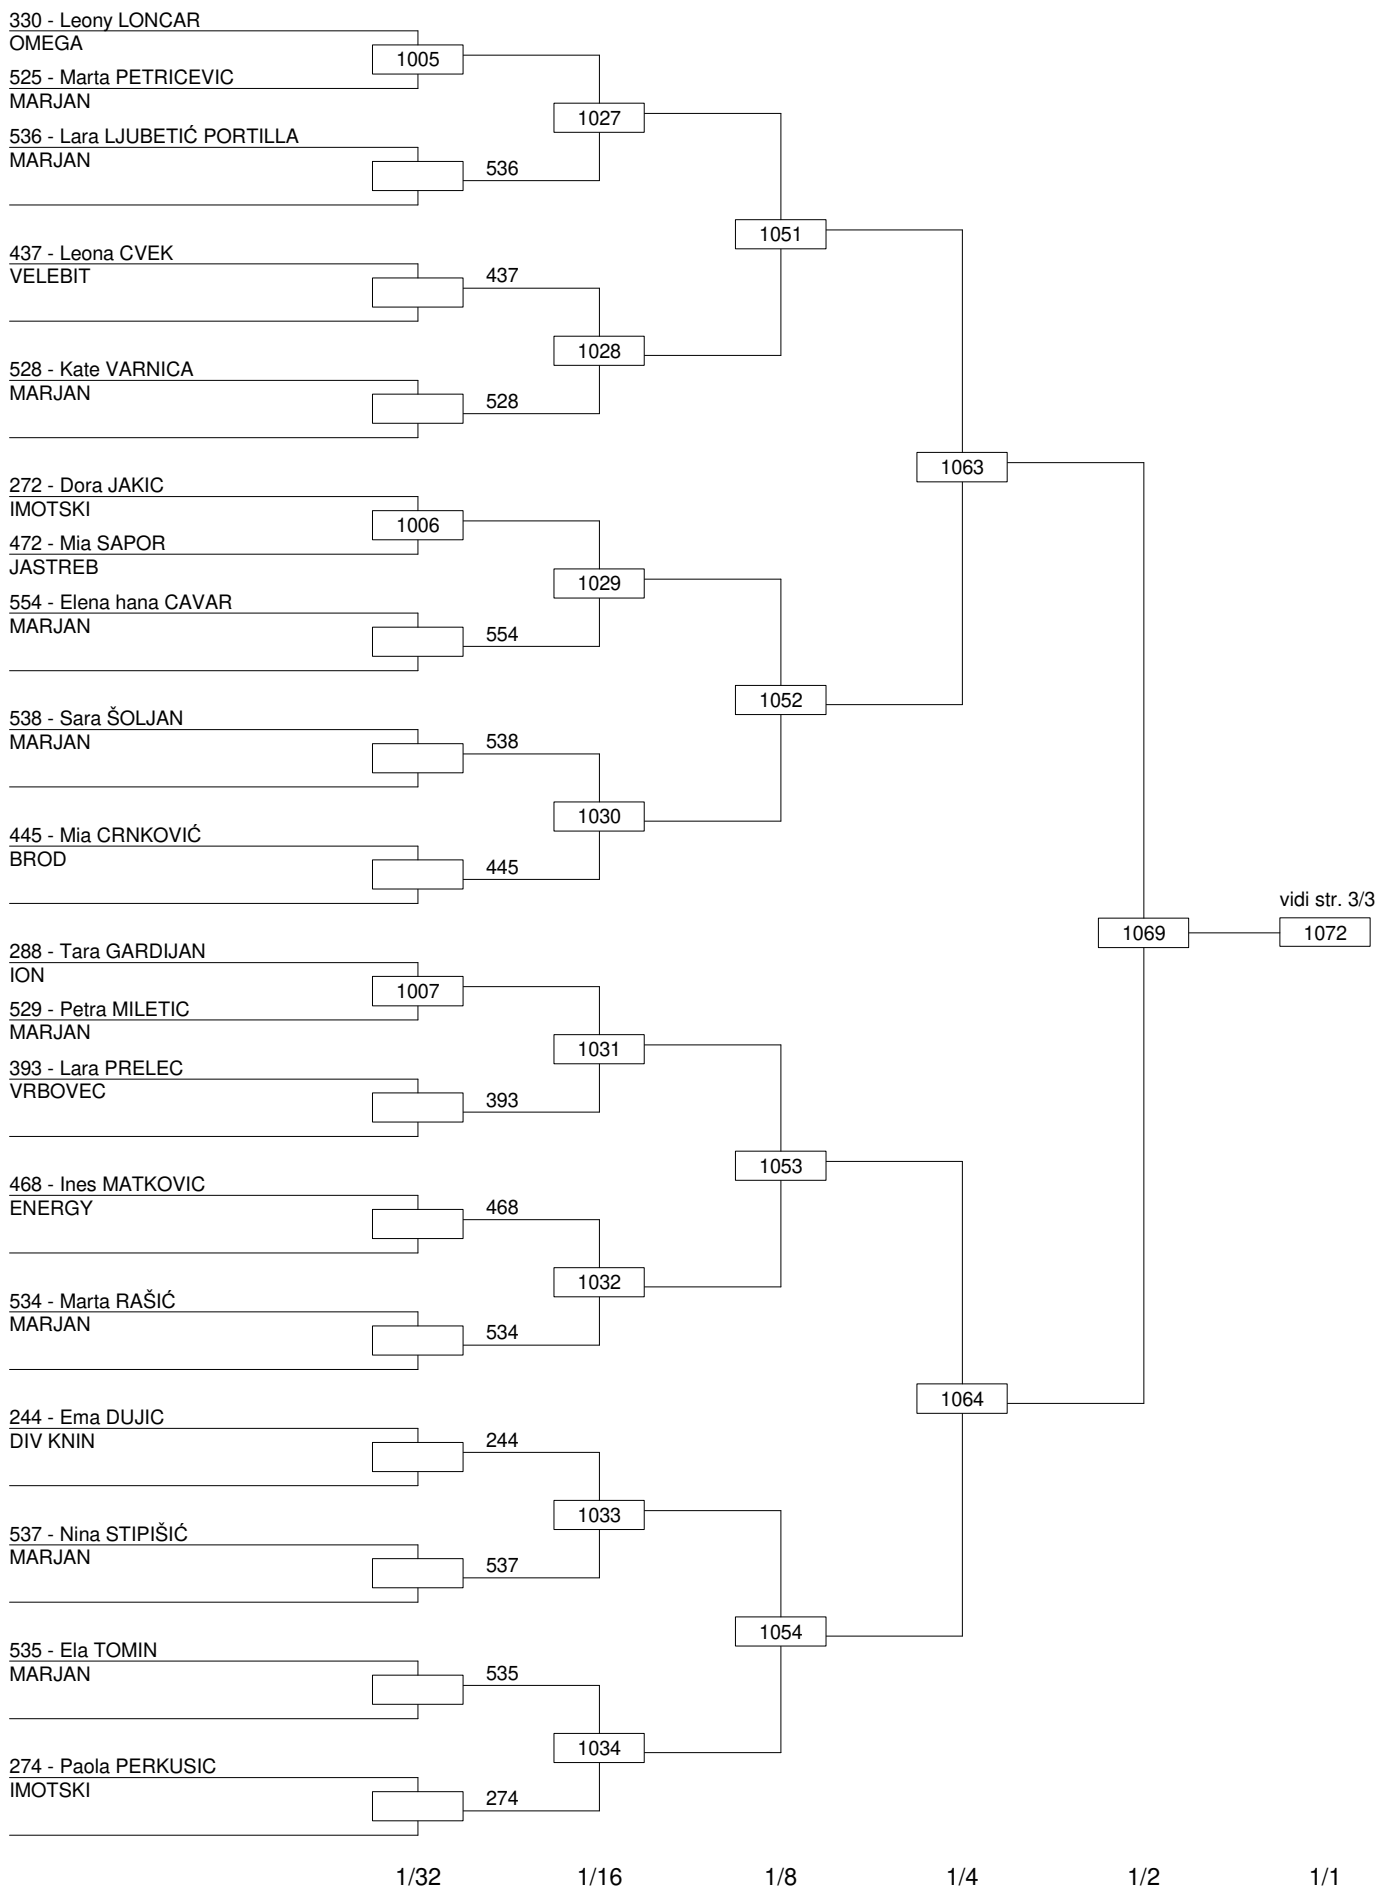 330 - Leony LONCAR
OMEGA
1005
525 - Marta PETRICEVIC
MARJAN
1027
536 - Lara LJUBETIĆ PORTILLA
MARJAN
536
1051
437 - Leona CVEK
VELEBIT
437
1028
528 - Kate VARNICA
MARJAN
528
1063
272 - Dora JAKIC
IMOTSKI
1006
472 - Mia SAPOR
JASTREB
1029
554 - Elena hana CAVAR
MARJAN
554
1052
538 - Sara ŠOLJAN
MARJAN
538
1030
445 - Mia CRNKOVIĆ
BROD
445
vidi str. 3/3
1069
1072
288 - Tara GARDIJAN
ION
1007
529 - Petra MILETIC
MARJAN
1031
393 - Lara PRELEC
VRBOVEC
393
1053
468 - Ines MATKOVIC
ENERGY
468
1032
534 - Marta RAŠIĆ
MARJAN
534
1064
244 - Ema DUJIC
DIV KNIN
244
1033
537 - Nina STIPIŠIĆ
MARJAN
537
1054
535 - Ela TOMIN
MARJAN
535
1034
274 - Paola PERKUSIC
IMOTSKI
274
1/32 1/16 1/8 1/4 1/2 1/1